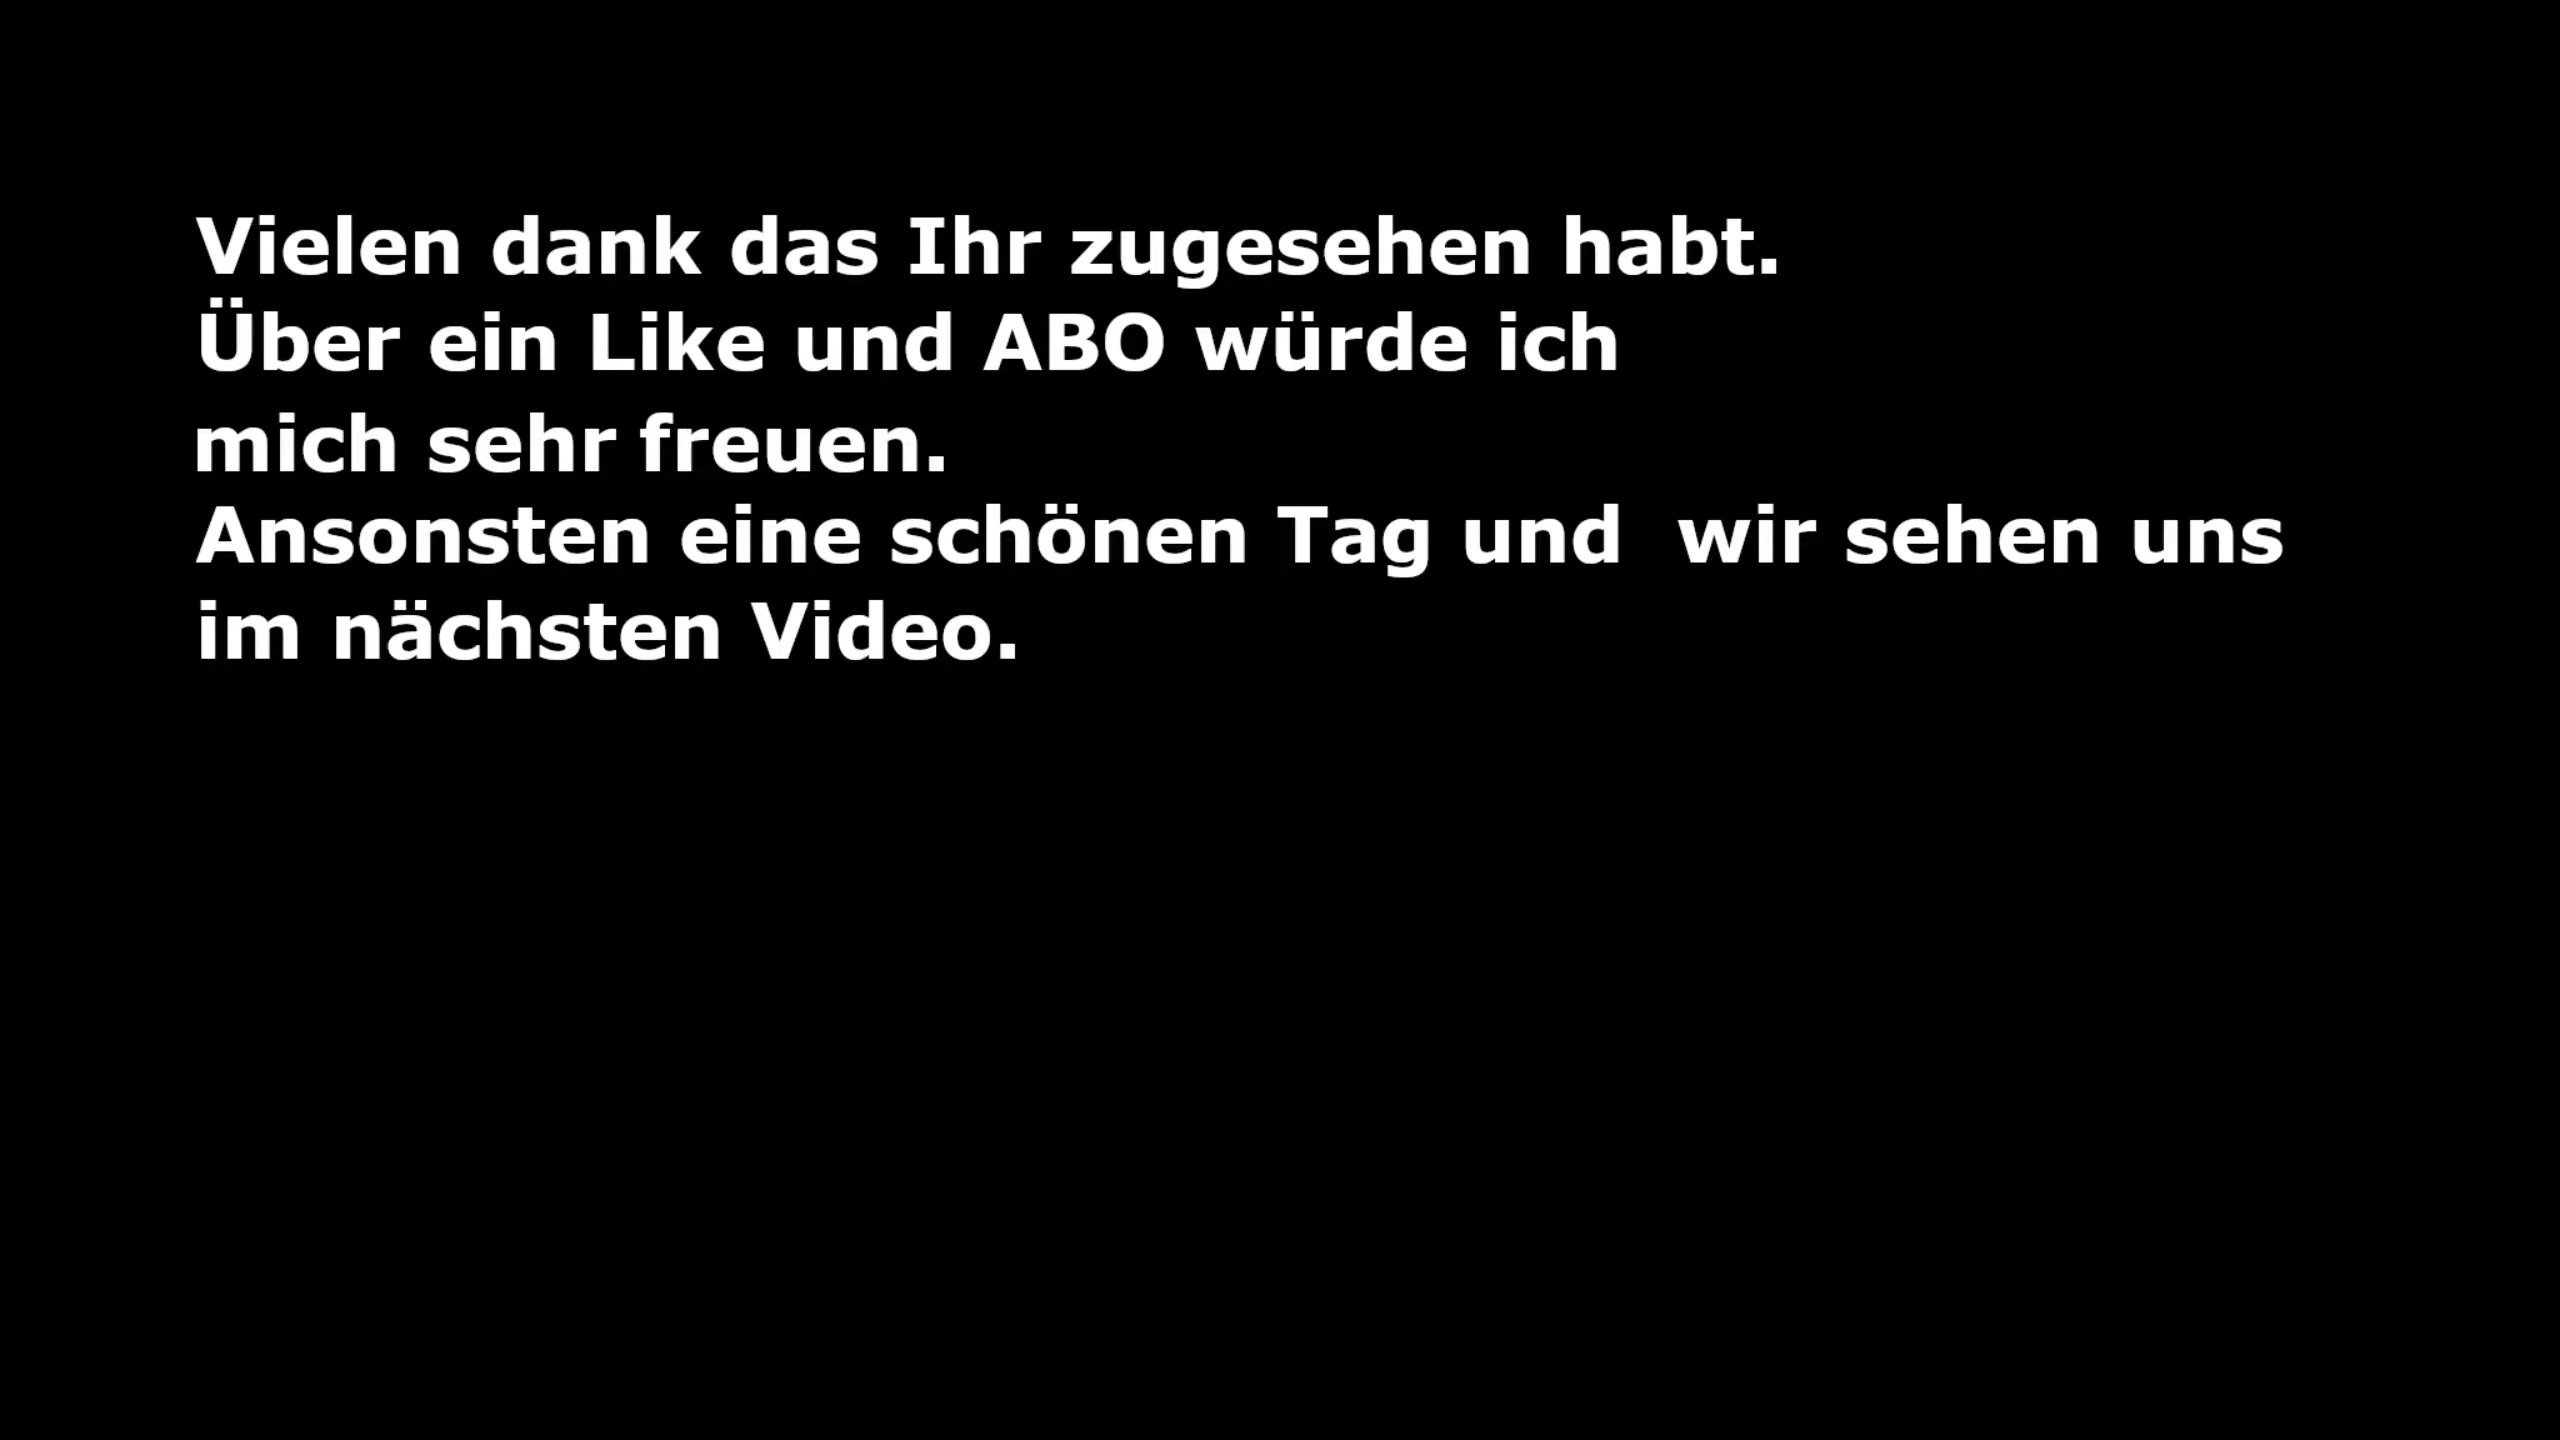 Vielen dank das Ihr zugesehen habt.
Über ein Like und ABO würde ich
mich sehr freuen.
Ansonsten eine schönen Tag und  wir sehen uns
im nächsten Video.